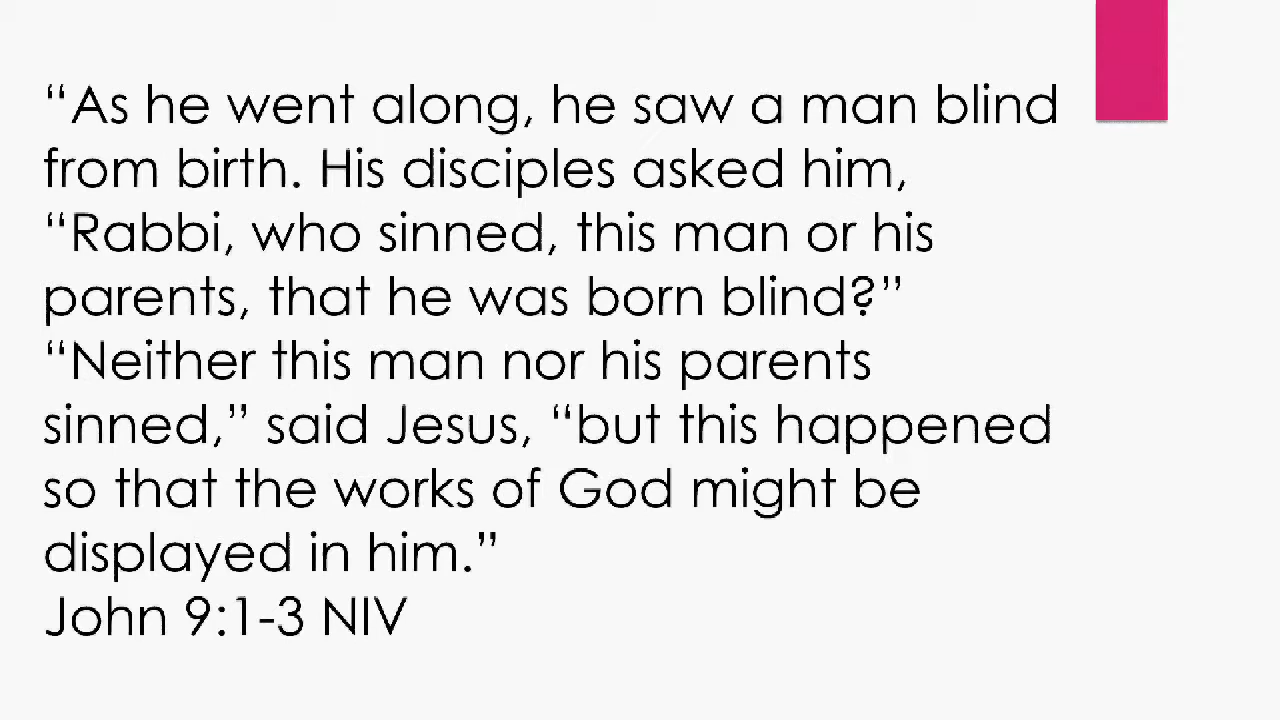 “As he went along, he saw a man blind
from birth. His disciples asked him,
“Rabbi, who sinned, this man or his
parents, that he was born blind?”
“Neither this man nor his parents
sinned,” said Jesus, “but this happened
so that the works of God might be
displayed in him.”
John 9:1-3 NIV